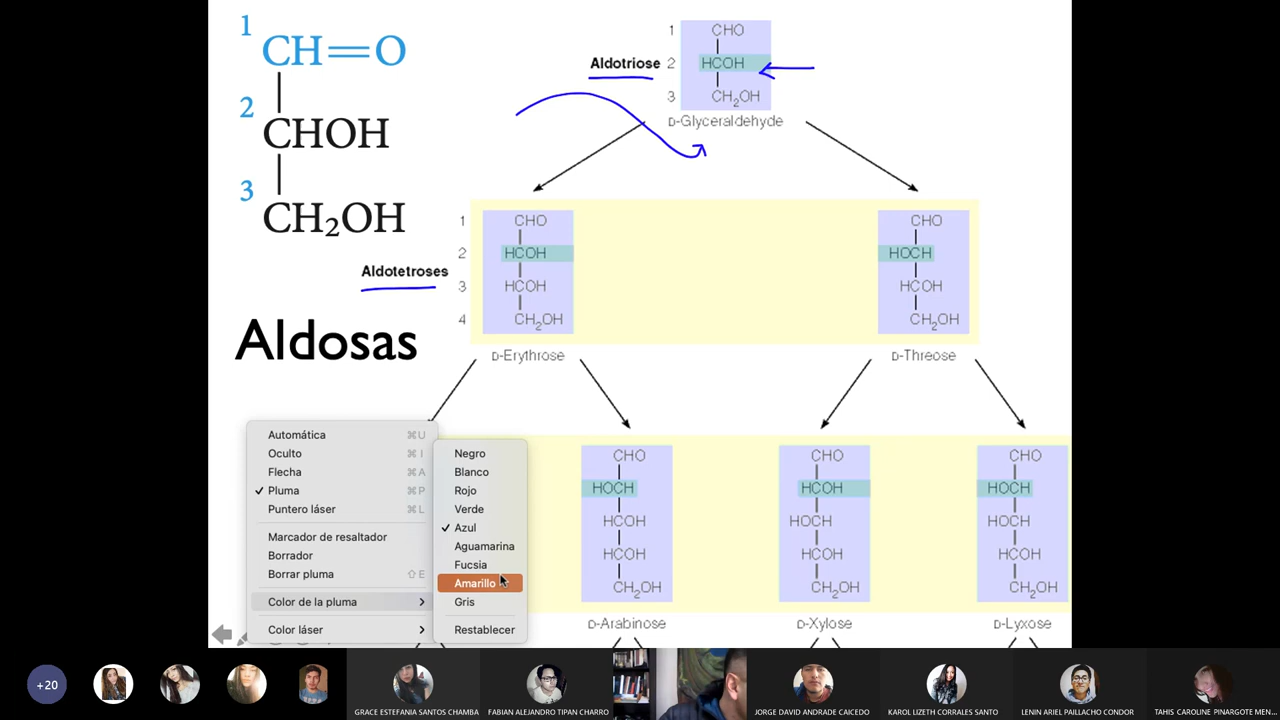 1
CH=O
2
CHOH
3
CH₂OH
Aldosas
1 CHO
Aldotriose 2 HCOH
3 CH₂OH
D-Glyceraldehyde
1 CHO CHO
2 HCOH HOCH
Aldotetroses 3 HCOH HCOH
4 CH₂OH CH₂OH
D-Erythrose D-Threose
CHO CHO CHO
HOCH HCOH HOCH
HCOH HOCH HOCH
HCOH HCOH HCOH
CH₂OH CH₂OH CH₂OH
D-Arabinose D-Xylose D-Lyxose
Automática ⌘U
Oculto ⌘I
Flecha ⌘A
✓ Pluma ⌘P
Puntero láser ⌘L
Marcador de resaltador
Borrador
Borrar pluma ⇧E
Color de la pluma >
Color láser >
Negro
Blanco
Rojo
Verde
✓ Azul
Aguamarina
Fucsia
Amarillo
Gris
Restablecer
+20
GRACE ESTEFANIA SANTOS CHAMBA
FABIAN ALEJANDRO TIPAN CHARRO
JORGE DAVID ANDRADE CAICEDO
KAROL LIZETH CORRALES SANTO
LENIN ARIEL PAILLACHO CONDOR
TAHIS CAROLINE PINARGOTE MEN...